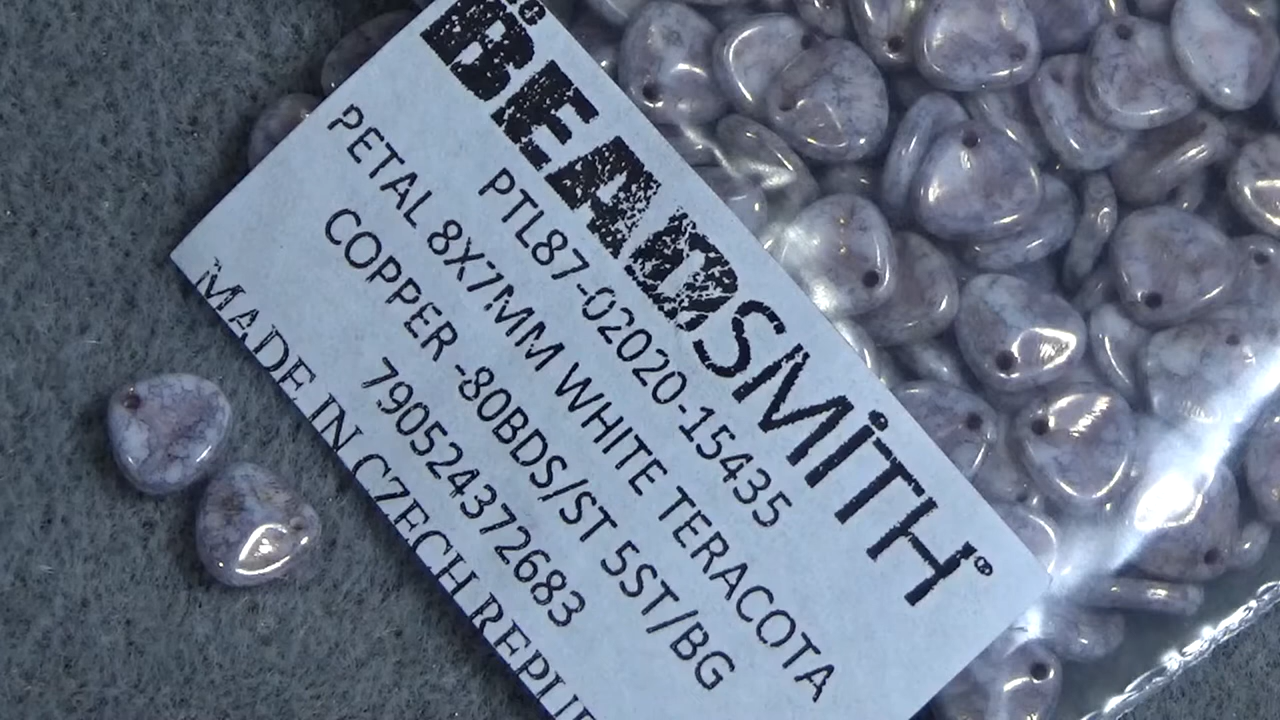 BEADSMiTH®
PTL87-02020-15435
PETAL 8X7MM WHITE TERACOTA
COPPER -80BDS/ST 5ST/BG
790524372683
MADE IN CZECH